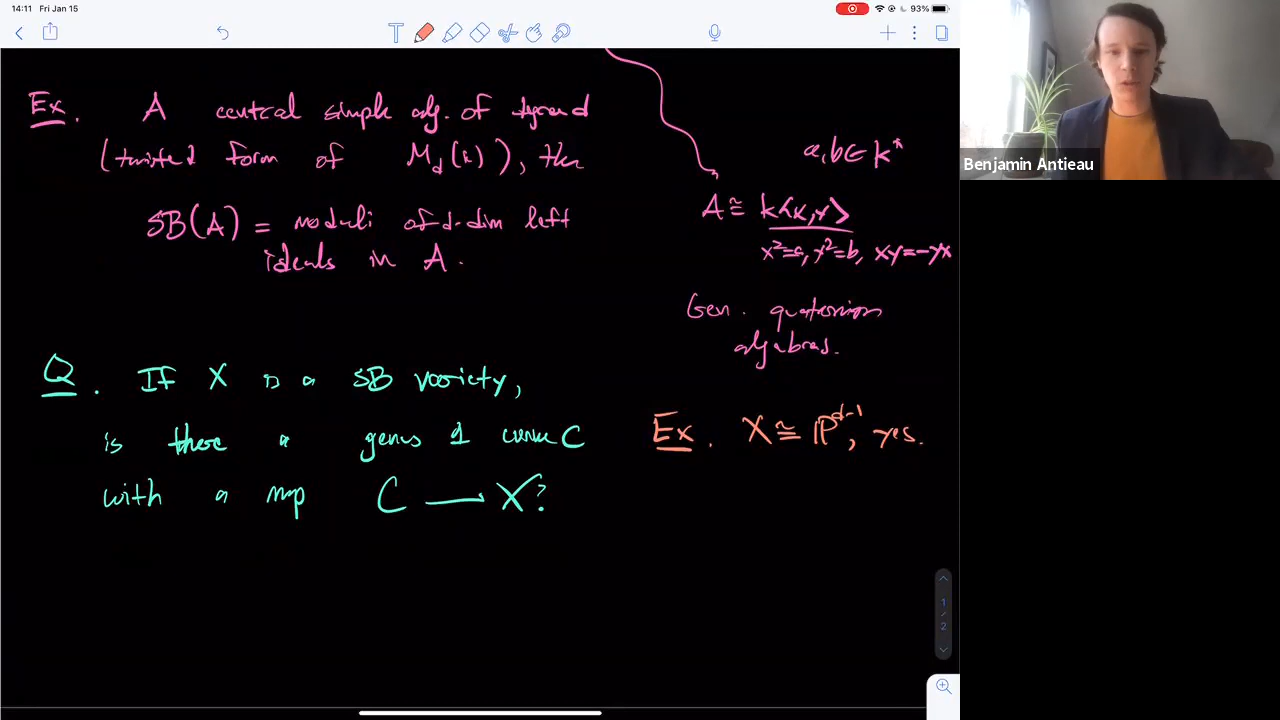 14:11 Fri Jan 15
93%
Ex. A central simple alg. of degree d
(twisted form of M_d(k)), then
SB(A) = moduli of d-dim left
ideals in A.
a,b ∈ k*
A ≅ k<x,y>
x²=a, y²=b, xy=-yx
Gen. quaternion
algebras.
Q. If X is a SB variety,
is there a genus 1 curve C
with a map C — X?
Ex. X ≅ P^{d-1}, yes.
Benjamin Antieau
1
/
2